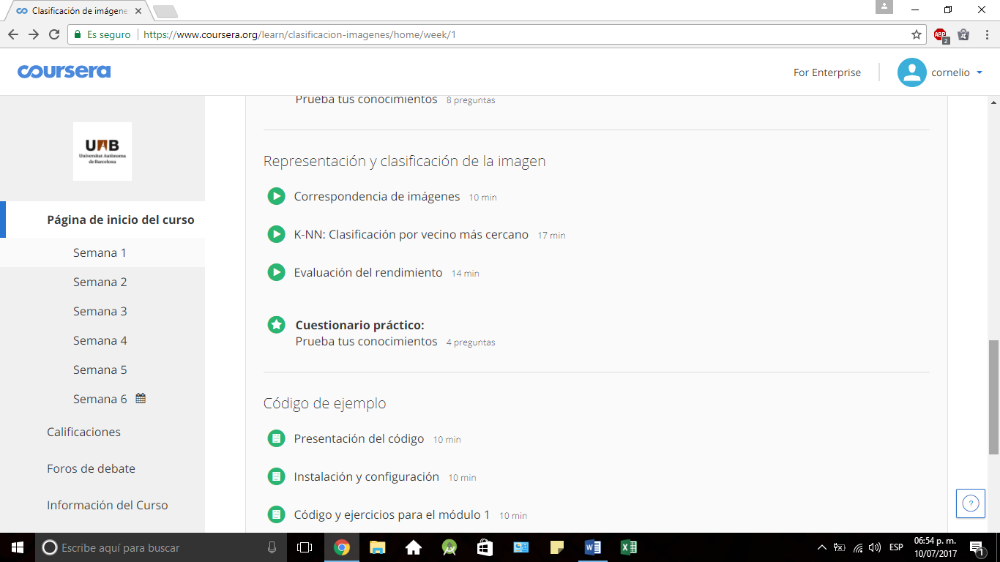 Clasificación de imágene
Es seguro
https://www.coursera.org/learn/clasificacion-imagenes/home/week/1
ABP
2
coursera
For Enterprise
cornelio
UAB
Universitat Autònoma
de Barcelona
Página de inicio del curso
Semana 1
Semana 2
Semana 3
Semana 4
Semana 5
Semana 6
Calificaciones
Foros de debate
Información del Curso
Prueba tus conocimientos 8 preguntas
Representación y clasificación de la imagen
Correspondencia de imágenes 10 min
K-NN: Clasificación por vecino más cercano 17 min
Evaluación del rendimiento 14 min
Cuestionario práctico:
Prueba tus conocimientos 4 preguntas
Código de ejemplo
Presentación del código 10 min
Instalación y configuración 10 min
Código y ejercicios para el módulo 1 10 min
?
Escribe aquí para buscar
ESP
06:54 p. m.
10/07/2017
1